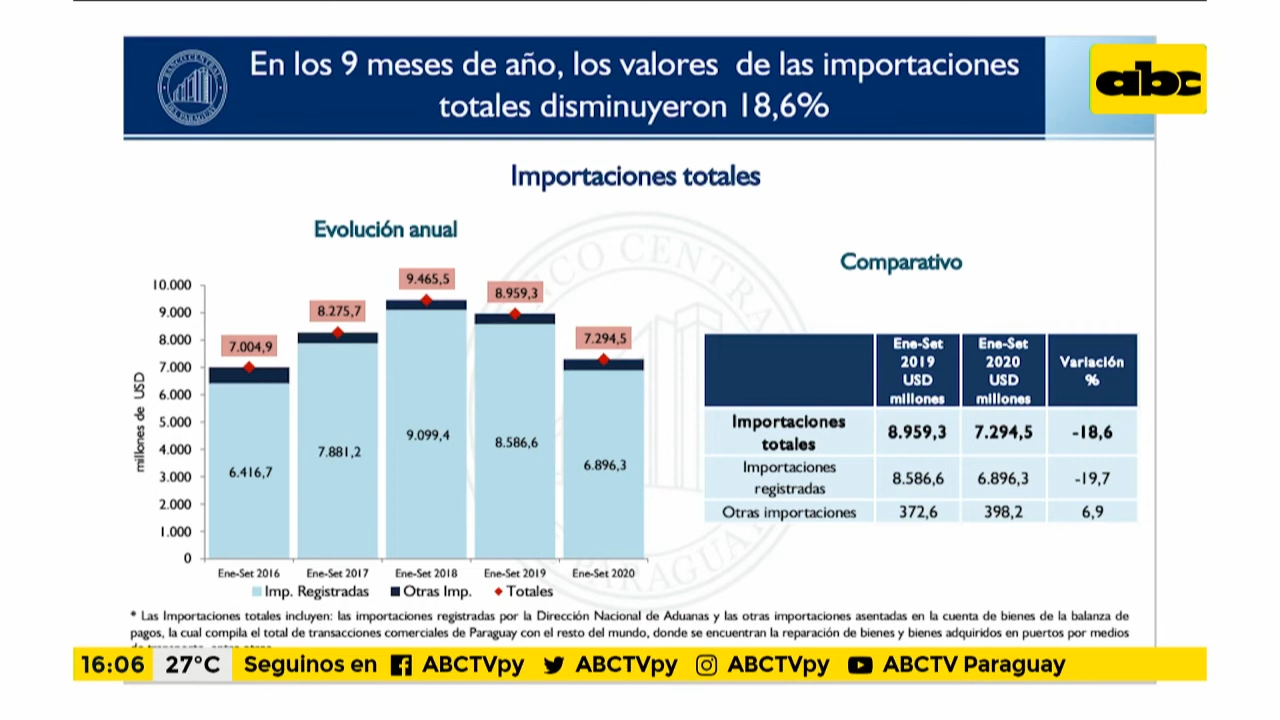 En los 9 meses de año, los valores de las importaciones
totales disminuyeron 18,6%
BANCO CENTRAL
DEL PARAGUAY
abc
Importaciones totales
Evolución anual
millones de USD
10.000
9.000
8.000
7.000
6.000
5.000
4.000
3.000
2.000
1.000
0
7.004,9
8.275,7
9.465,5
8.959,3
7.294,5
6.416,7
7.881,2
9.099,4
8.586,6
6.896,3
Ene-Set 2016
Ene-Set 2017
Ene-Set 2018
Ene-Set 2019
Ene-Set 2020
Imp. Registradas Otras Imp. Totales
Comparativo
Ene-Set 2019 USD millones
Ene-Set 2020 USD millones
Variación %
Importaciones totales 8.959,3 7.294,5 -18,6
Importaciones registradas 8.586,6 6.896,3 -19,7
Otras importaciones 372,6 398,2 6,9
* Las Importaciones totales incluyen: las importaciones registradas por la Dirección Nacional de Aduanas y las otras importaciones asentadas en la cuenta de bienes de la balanza de
pagos, la cual compila el total de transacciones comerciales de Paraguay con el resto del mundo, donde se encuentran la reparación de bienes y bienes adquiridos en puertos por medios
16:06 27°C Seguinos en ABCTVpy ABCTVpy ABCTVpy ABCTV Paraguay